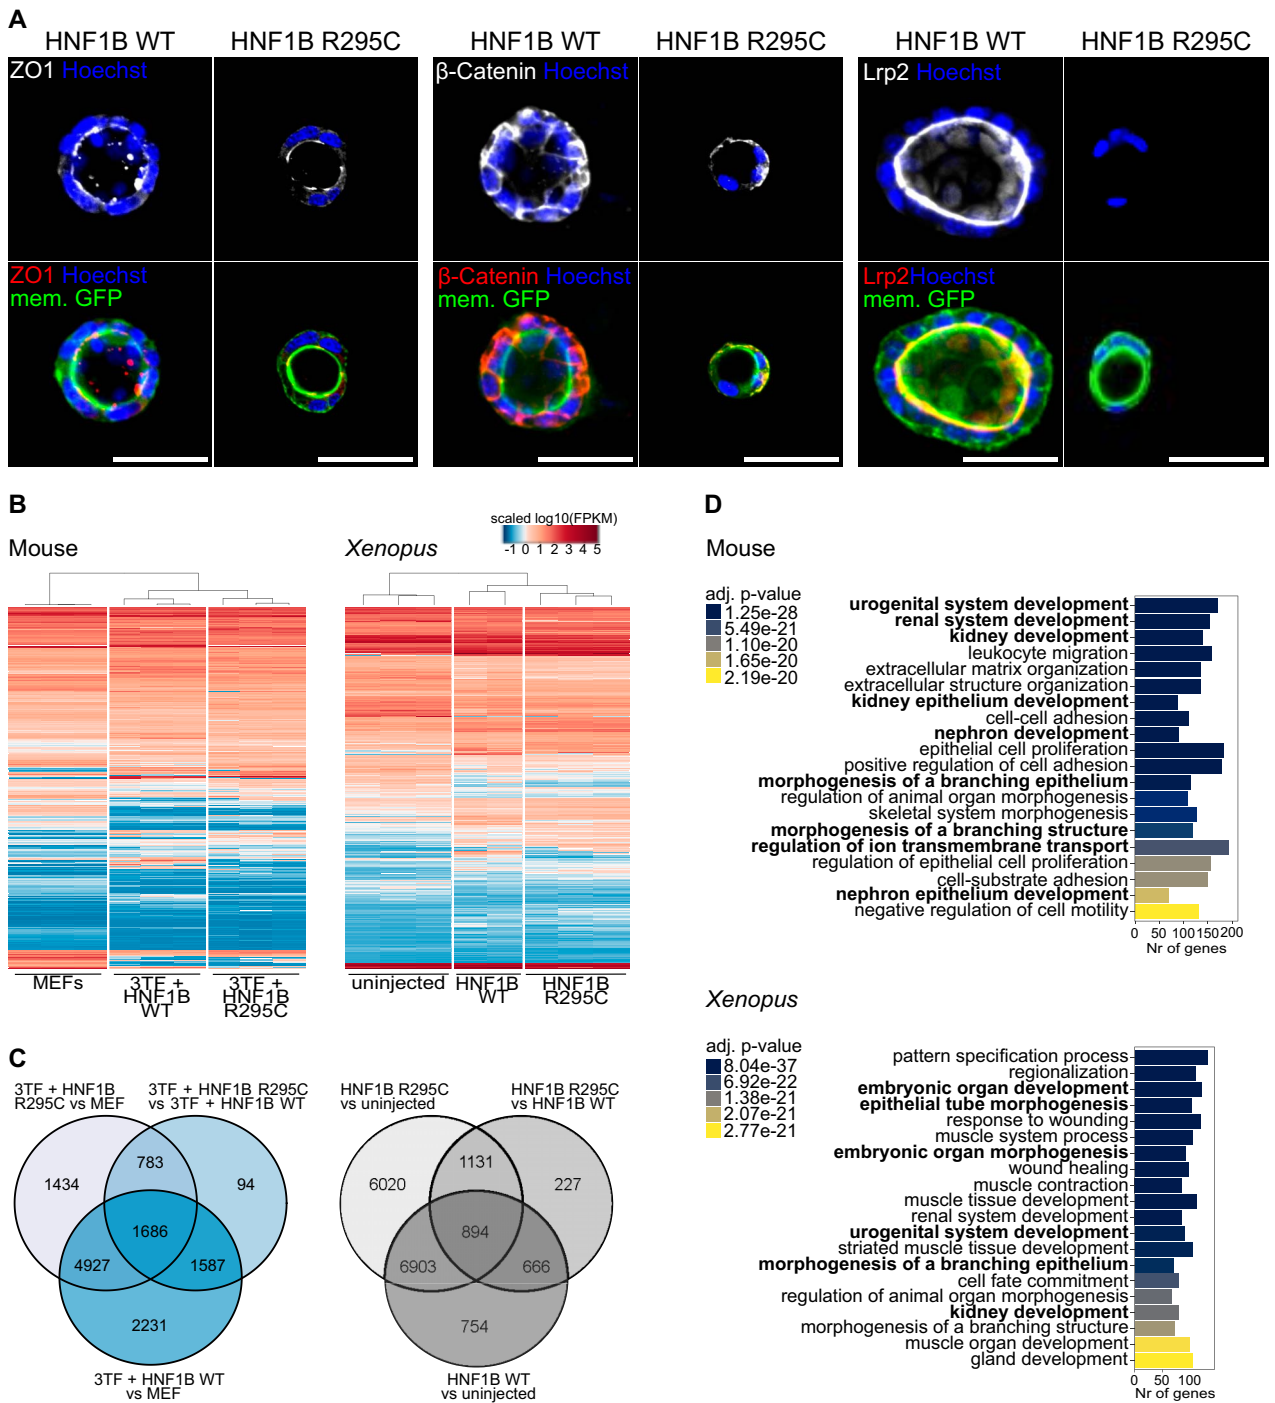 A
HNF1B WT
HNF1B R295C
HNF1B WT
HNF1B R295C
HNF1B WT
HNF1B R295C
ZO1 Hoechst
β-Catenin Hoechst
Lrp2 Hoechst
ZO1 Hoechst
mem. GFP
β-Catenin Hoechst
mem. GFP
Lrp2Hoechst
mem. GFP
B
Mouse
Xenopus
scaled log10(FPKM)
-1 0 1 2 3 4 5
MEFs
3TF +
HNF1B
WT
3TF +
HNF1B
R295C
uninjected
HNF1B
WT
HNF1B
R295C
C
3TF + HNF1B
R295C vs MEF
3TF + HNF1B R295C
vs 3TF + HNF1B WT
783
1434
94
1686
4927
1587
2231
3TF + HNF1B WT
vs MEF
HNF1B R295C
vs uninjected
HNF1B R295C
vs HNF1B WT
1131
6020
227
894
6903
666
754
HNF1B WT
vs uninjected
D
Mouse
adj. p-value
1.25e-28
5.49e-21
1.10e-20
1.65e-20
2.19e-20
urogenital system development
renal system development
kidney development
leukocyte migration
extracellular matrix organization
extracellular structure organization
kidney epithelium development
cell-cell adhesion
nephron development
epithelial cell proliferation
positive regulation of cell adhesion
morphogenesis of a branching epithelium
regulation of animal organ morphogenesis
skeletal system morphogenesis
morphogenesis of a branching structure
regulation of ion transmembrane transport
regulation of epithelial cell proliferation
cell-substrate adhesion
nephron epithelium development
negative regulation of cell motility
0 50 100 150 200
Nr of genes
Xenopus
adj. p-value
8.04e-37
6.92e-22
1.38e-21
2.07e-21
2.77e-21
pattern specification process
regionalization
embryonic organ development
epithelial tube morphogenesis
response to wounding
muscle system process
embryonic organ morphogenesis
wound healing
muscle contraction
muscle tissue development
renal system development
urogenital system development
striated muscle tissue development
morphogenesis of a branching epithelium
cell fate commitment
regulation of animal organ morphogenesis
kidney development
morphogenesis of a branching structure
muscle organ development
gland development
0 50 100
Nr of genes